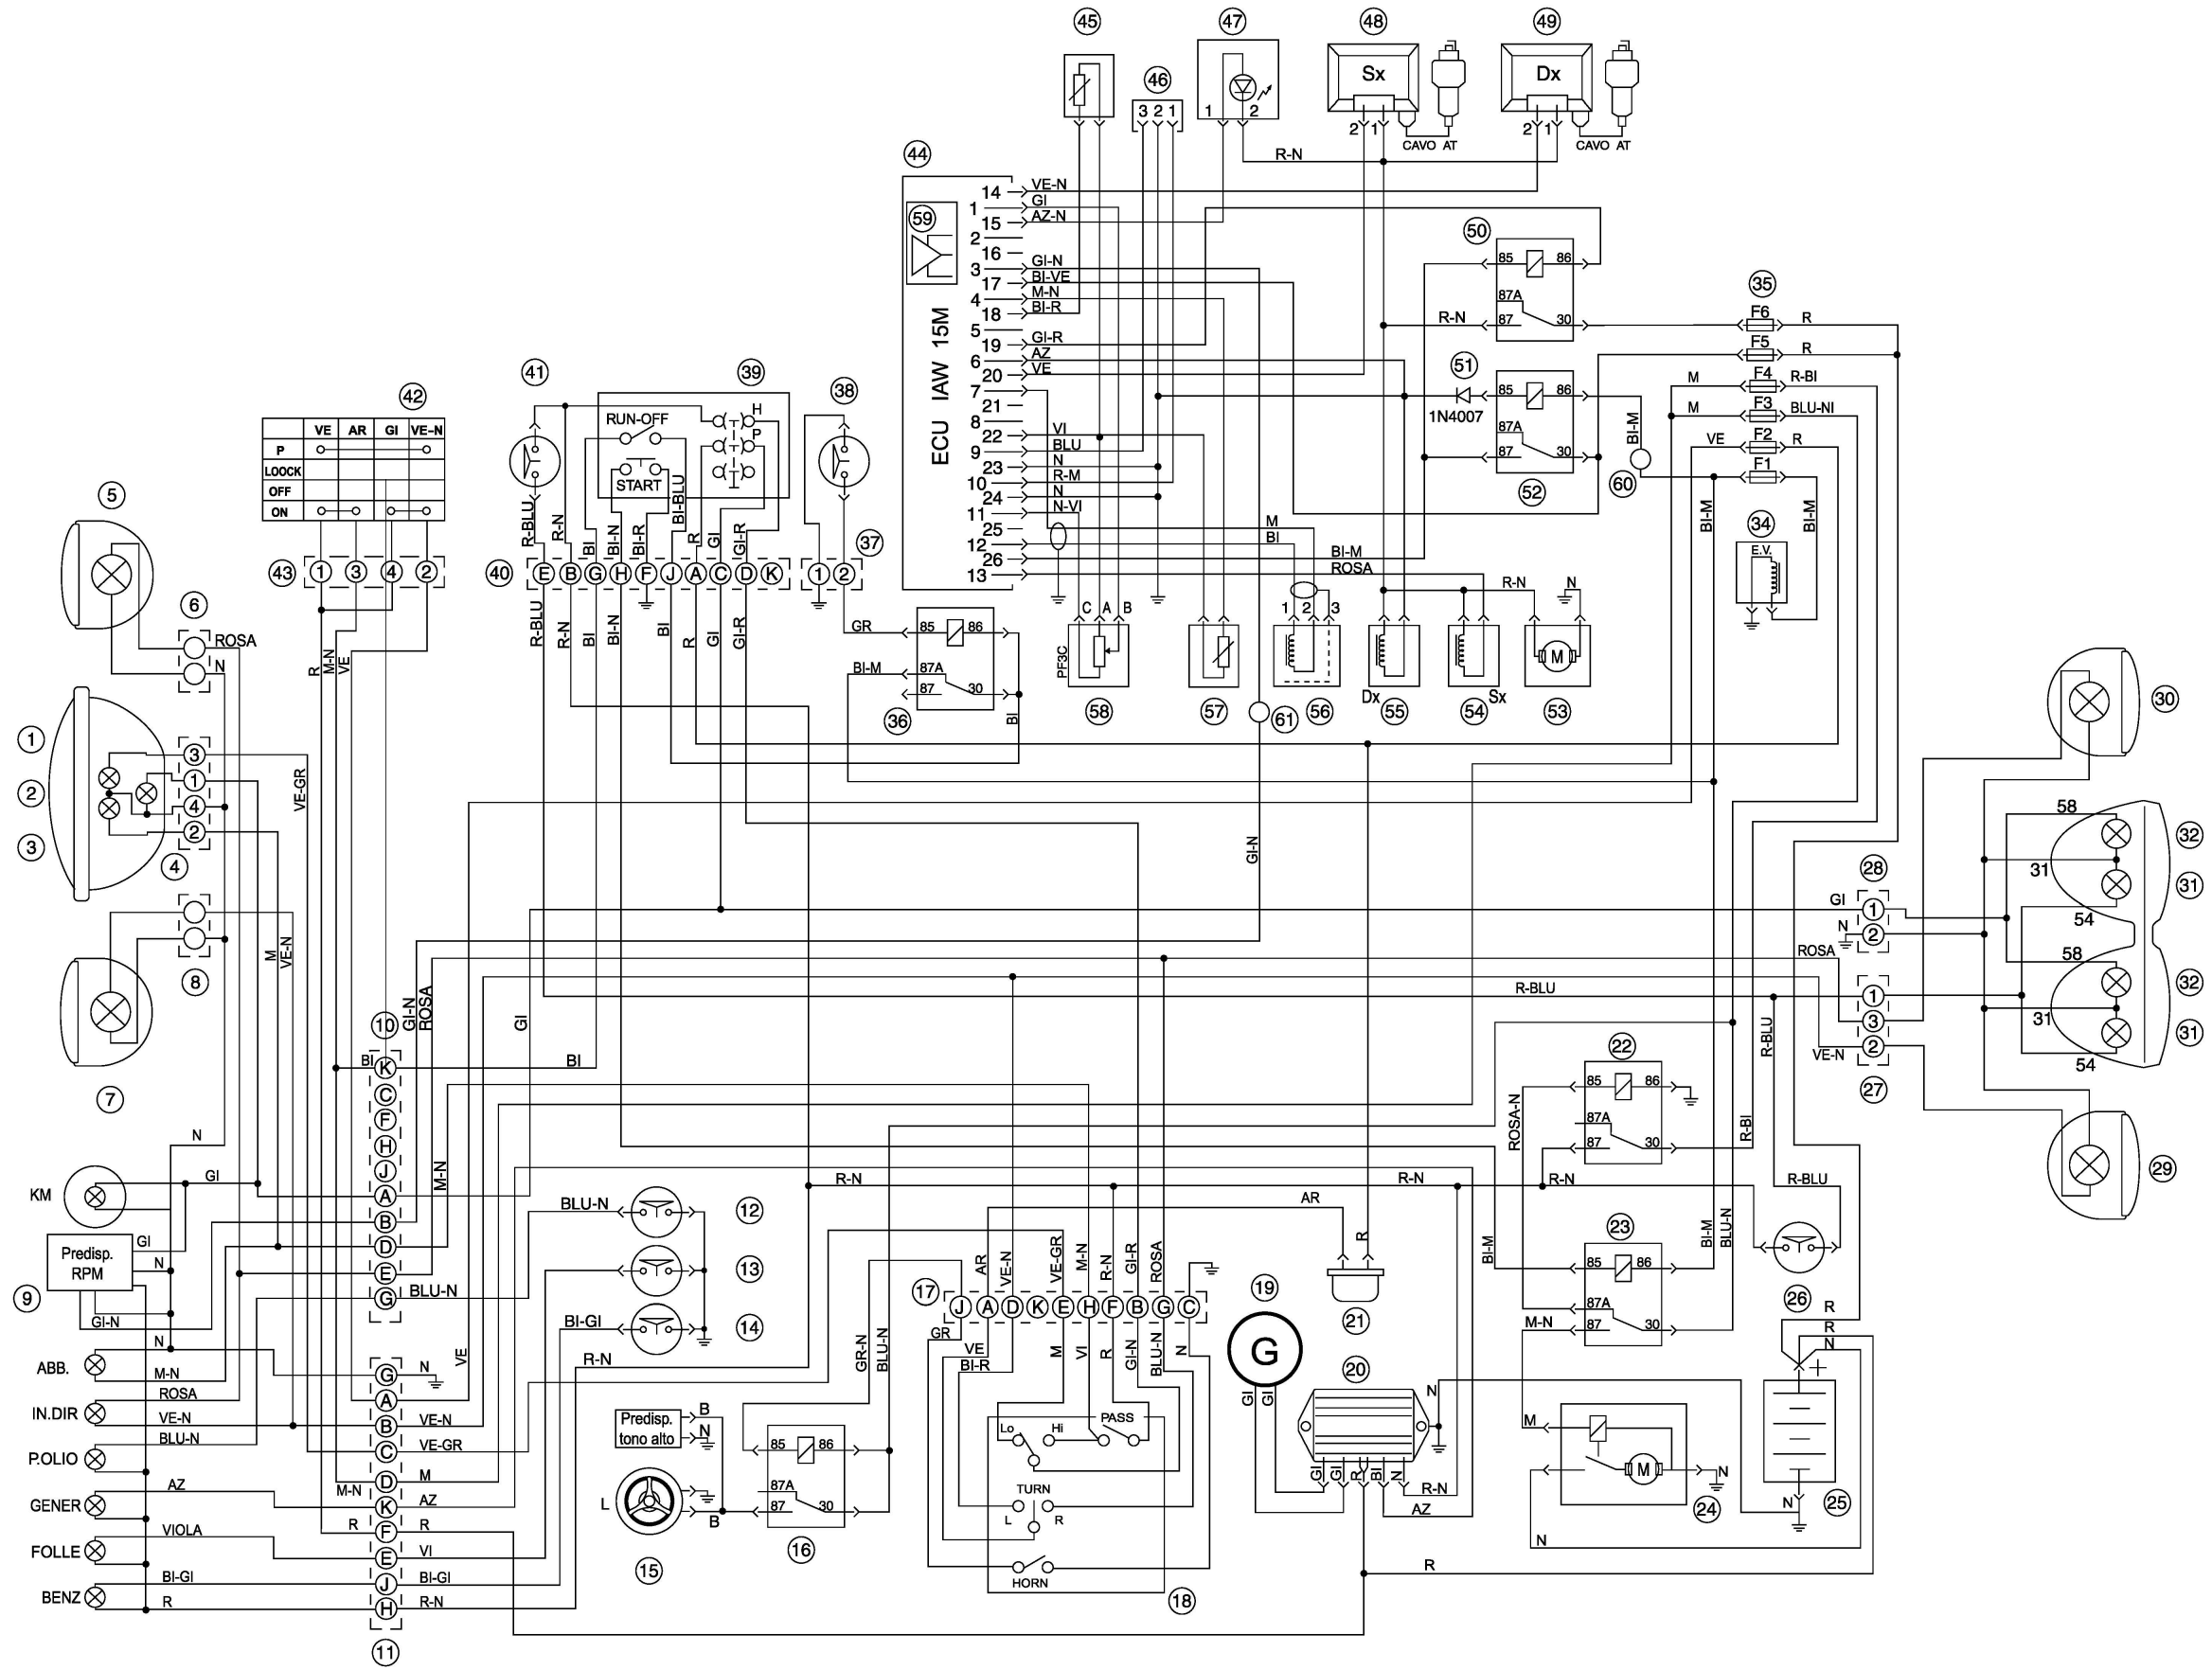 45
47
48
49
46
Sx
Dx
3 2 1
1 2
2 1
2 1
CAVO AT
CAVO AT
R-N
44
59
ECU IAW 15M
14 VE-N
1 GI
15 AZ-N
2
16
3 GI-N
17 BI-VE
4 M-N
18 BI-R
5
19 GI-R
6 AZ
20 VE
7
21
8
22 VI
9 BLU
23 N
10 R-M
24 N
11 N-VI
25 M
12 BI
26 BI-M
13 ROSA
50
85 86
87A
87 30
R-N
51
1N4007
85 86
87A
87 30
52
BI-M
60
35
F6 R
F5 R
M F4 R-BI
M F3 BLU-NI
VE F2 R
F1
BI-M
BI-M
34
E.V.
41
39
38
RUN-OFF
START
H
P
R-BLU
R-N
BI
BI-N
BI-R
BI-BLU
R
GI
GI-R
40
E B G H F J A C D K
37
1 2
R-BLU
R-N
BI
BI-N
BI
R
GI
GI-R
42
VE AR GI VE-N
P
LOOCK
OFF
ON
43
1 3 4 2
R
M-N
VE
GR
85 86
BI-M
87A
87 30
BI
36
C A B
PF3C
58
57
61
1 2 3
56
Dx
55
Sx
54
R-N
N
M
53
5
6
ROSA
N
1
2
3
3
1
4
2
4
VE-GR
8
M
VE-N
7
N
GI-N
ROSA
GI
GI-N
10
BI K BI
C
F
H
J
A
B
D
E
G BLU-N
M-N
KM
GI
Predisp.
RPM
GI
N
9
GI-N
N
ABB.
M-N
IN.DIR
ROSA
VE-N
P.OLIO
BLU-N
GENER
AZ
FOLLE
VIOLA
BENZ
BI-GI
R
G N
A
VE
B VE-N
C VE-GR
D M
M-N
K AZ
R F R
E VI
J BI-GI
H R-N
11
BLU-N
12
13
BI-GI
14
R-N
Predisp.
tono alto
B
N
L
B
15
GR-N
BLU-N
85 86
87A
87 30
16
R-N
R-N
R-N
AR
17
AR
VE-N
VE-GR
M-N
R-N
GI-R
ROSA
J A D K E H F B G C
GR
VE
BI-R
M
VI
R
GI-N
BLU-N
N
Lo
Hi
PASS
TURN
L R
HORN
18
19
G
GI
GI
R
21
20
N
GI GI R BI N
R-N
AZ
R
R-BLU
22
85 86
87A
87 30
ROSA-N
R-BI
23
85 86
87A
87 30
BI-M
M-N
BI-M
BLU-N
R-BLU
R-BLU
26
R
R
N
+
M
M
N
24
N
N
25
28
GI 1
N 2
ROSA
1
3
2
VE-N
27
30
58
31
54
32
31
58
31
54
32
31
29